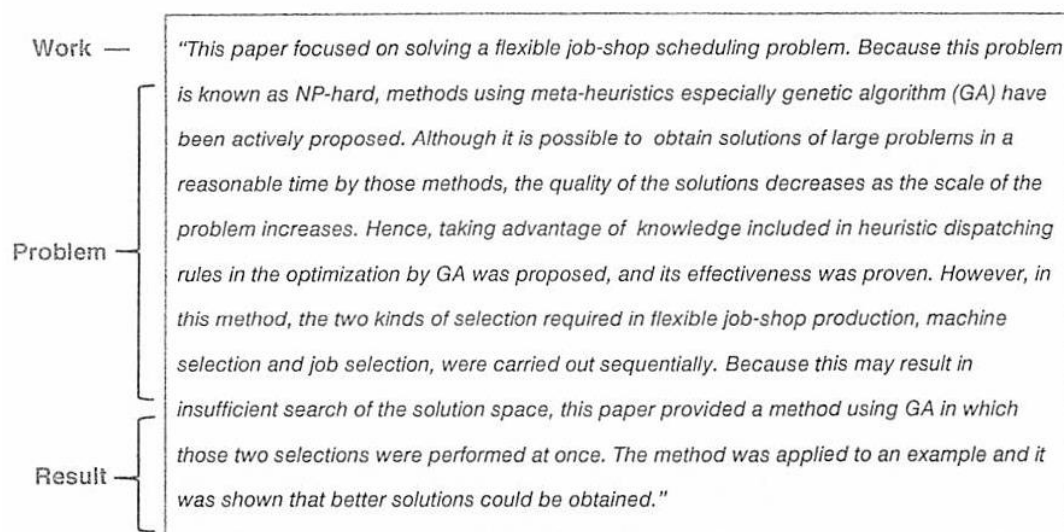 Work —
"This paper focused on solving a flexible job-shop scheduling problem. Because this problem
is known as NP-hard, methods using meta-heuristics especially genetic algorithm (GA) have
been actively proposed. Although it is possible to obtain solutions of large problems in a
reasonable time by those methods, the quality of the solutions decreases as the scale of the
problem increases. Hence, taking advantage of knowledge included in heuristic dispatching
Problem
rules in the optimization by GA was proposed, and its effectiveness was proven. However, in
this method, the two kinds of selection required in flexible job-shop production, machine
selection and job selection, were carried out sequentially. Because this may result in
insufficient search of the solution space, this paper provided a method using GA in which
those two selections were performed at once. The method was applied to an example and it
Result
was shown that better solutions could be obtained."